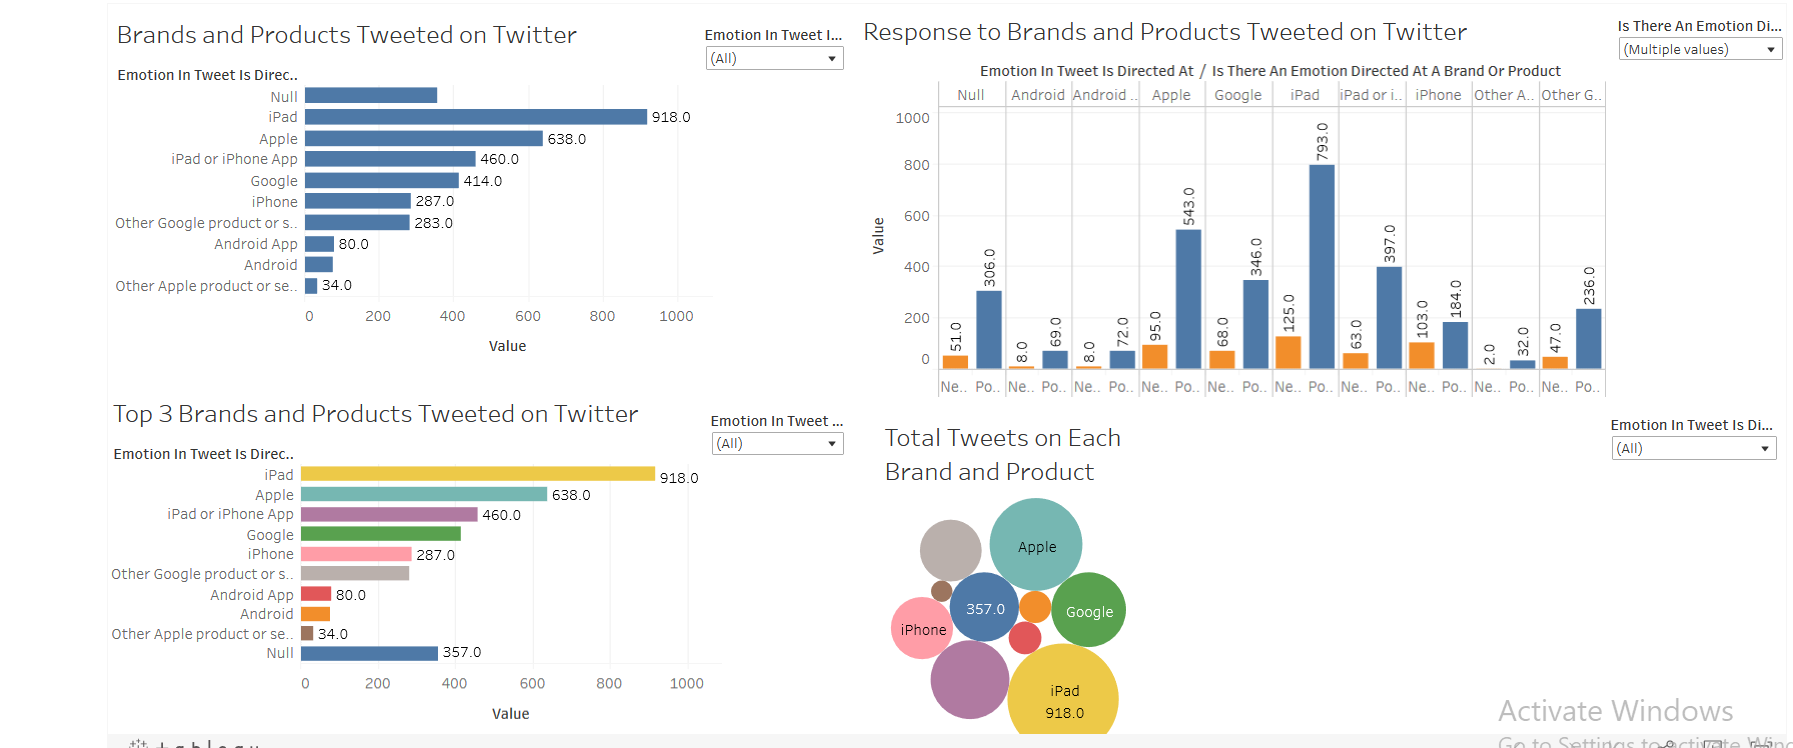 Brands and Products Tweeted on Twitter
Emotion In Tweet I...
(All)
Emotion In Tweet Is Direc..
Null
iPad 918.0
Apple 638.0
iPad or iPhone App 460.0
Google 414.0
iPhone 287.0
Other Google product or s.. 283.0
Android App 80.0
Android
Other Apple product or se.. 34.0
0 200 400 600 800 1000
Value
Response to Brands and Products Tweeted on Twitter
Is There An Emotion Di...
(Multiple values)
Emotion In Tweet Is Directed At / Is There An Emotion Directed At A Brand Or Product
Null Android Android .. Apple Google iPad iPad or i.. iPhone Other A.. Other G..
1000
800
600
400
200
0
Value
51.0 306.0 8.0 69.0 8.0 72.0 95.0 543.0 68.0 346.0 125.0 793.0 63.0 397.0 103.0 184.0 2.0 32.0 47.0 236.0
Ne.. Po.. Ne.. Po.. Ne.. Po.. Ne.. Po.. Ne.. Po.. Ne.. Po.. Ne.. Po.. Ne.. Po.. Ne.. Po.. Ne.. Po..
Top 3 Brands and Products Tweeted on Twitter
Emotion In Tweet ...
(All)
Emotion In Tweet Is Direc..
iPad 918.0
Apple 638.0
iPad or iPhone App 460.0
Google
iPhone 287.0
Other Google product or s..
Android App 80.0
Android
Other Apple product or se.. 34.0
Null 357.0
0 200 400 600 800 1000
Value
Total Tweets on Each
Brand and Product
Emotion In Tweet Is Di...
(All)
Apple
357.0
Google
iPhone
iPad
918.0
Activate Windows
Go to Settings to activate Wind
tableau